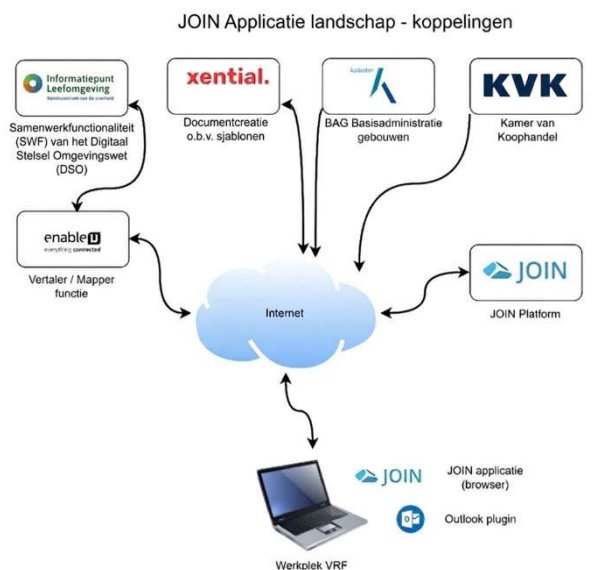 JOIN Applicatie landschap - koppelingen
Informatiepunt
Leefomgeving
xential.
kadaster
KVK
Samenwerkfunctionaliteit
(SWF) van het Digitaal
Stelsel Omgevingswet
(DSO)
Documentcreatie
o.b.v. sjablonen
BAG Basisadministratie
gebouwen
Kamer van
Koophandel
enableU
everything connected
Vertaler / Mapper
functie
Internet
JOIN
JOIN Platform
JOIN
JOIN applicatie
(browser)
Outlook plugin
Werkplek VRF